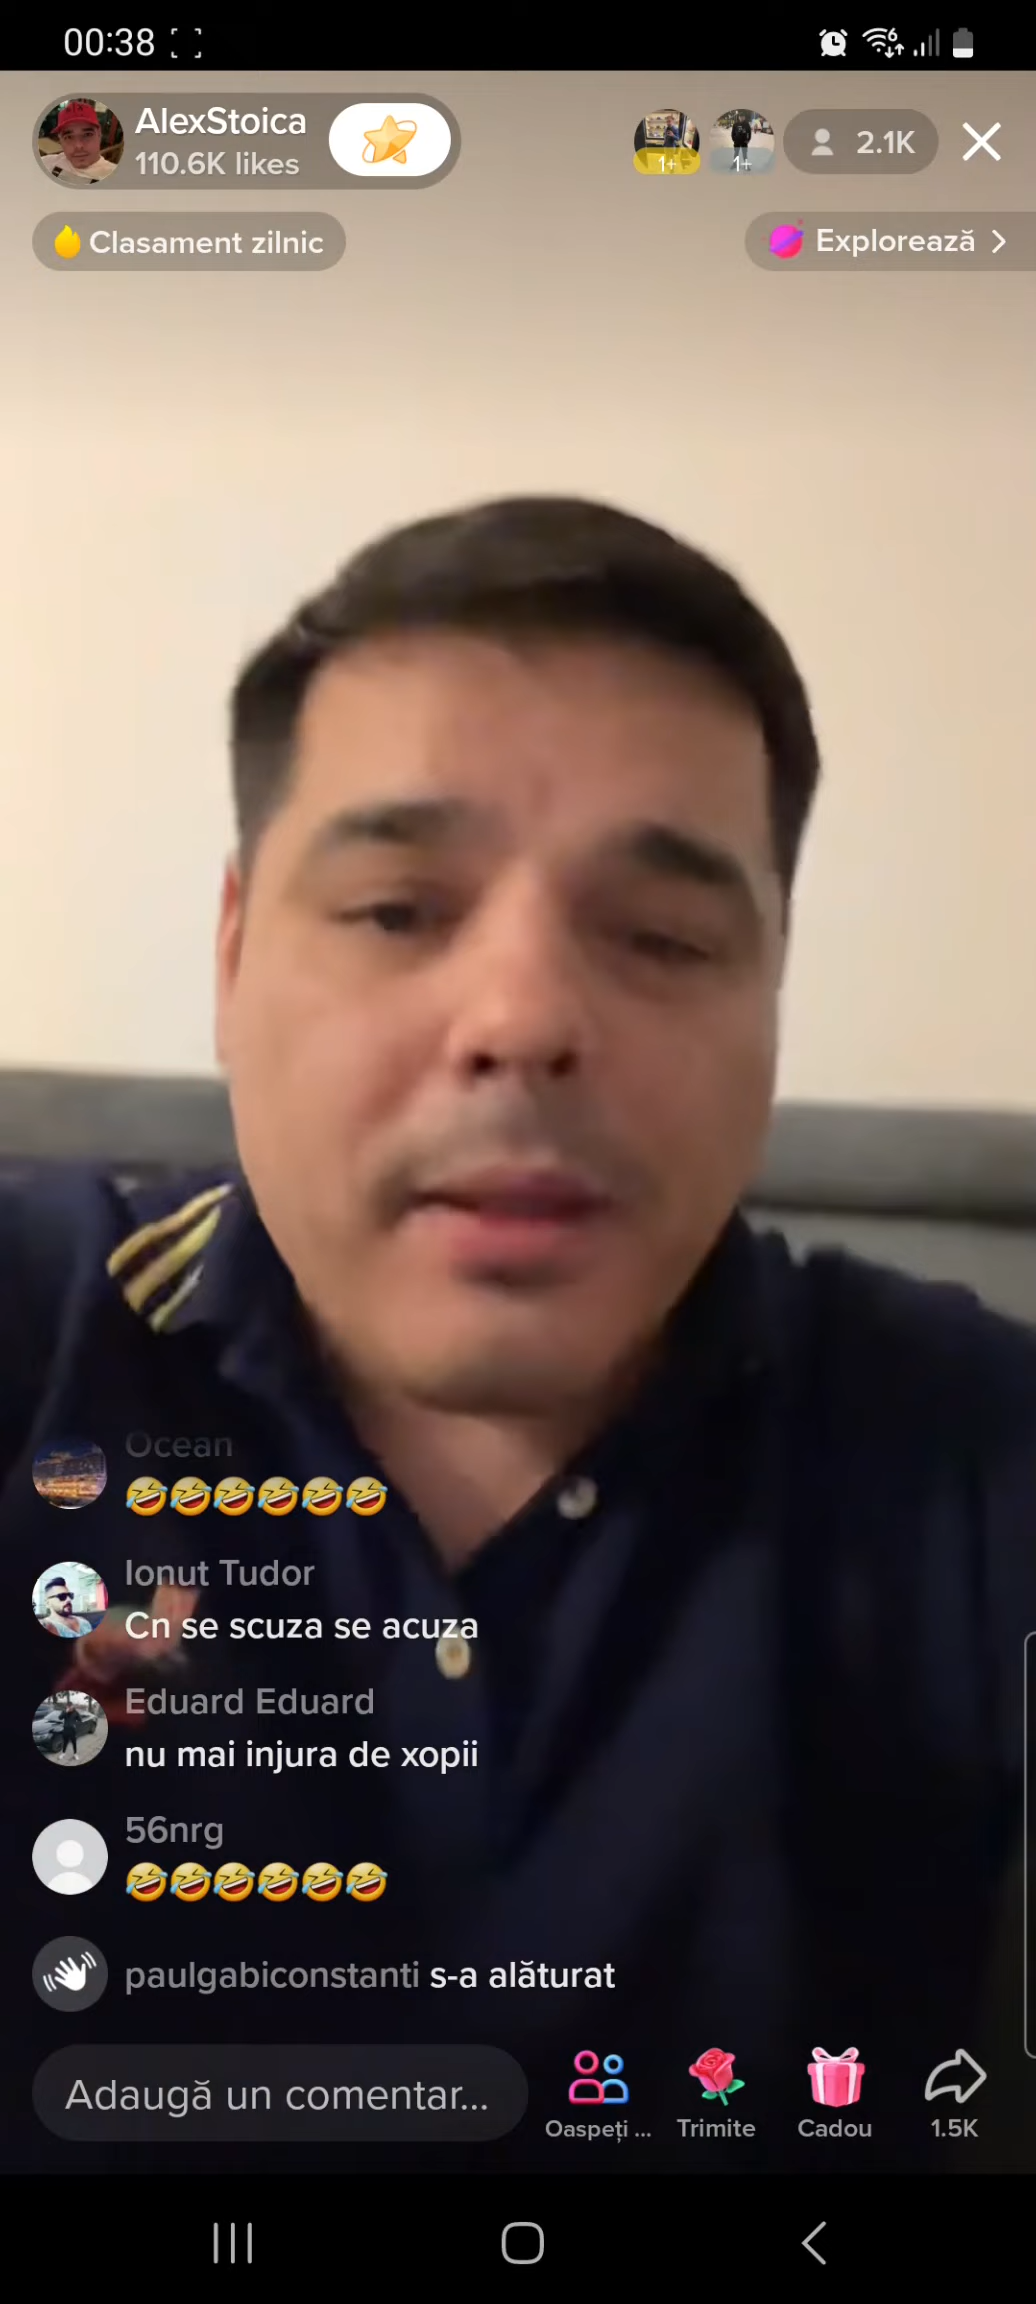 00:38
AlexStoica
110.6K likes
1+
1+
2.1K
Clasament zilnic
Explorează
Ocean
🤣🤣🤣🤣🤣🤣
Ionut Tudor
Cn se scuza se acuza
Eduard Eduard
nu mai injura de xopii
56nrg
🤣🤣🤣🤣🤣🤣
paulgabiconstanti s-a alăturat
Adaugă un comentar...
Oaspeți ...
Trimite
Cadou
1.5K